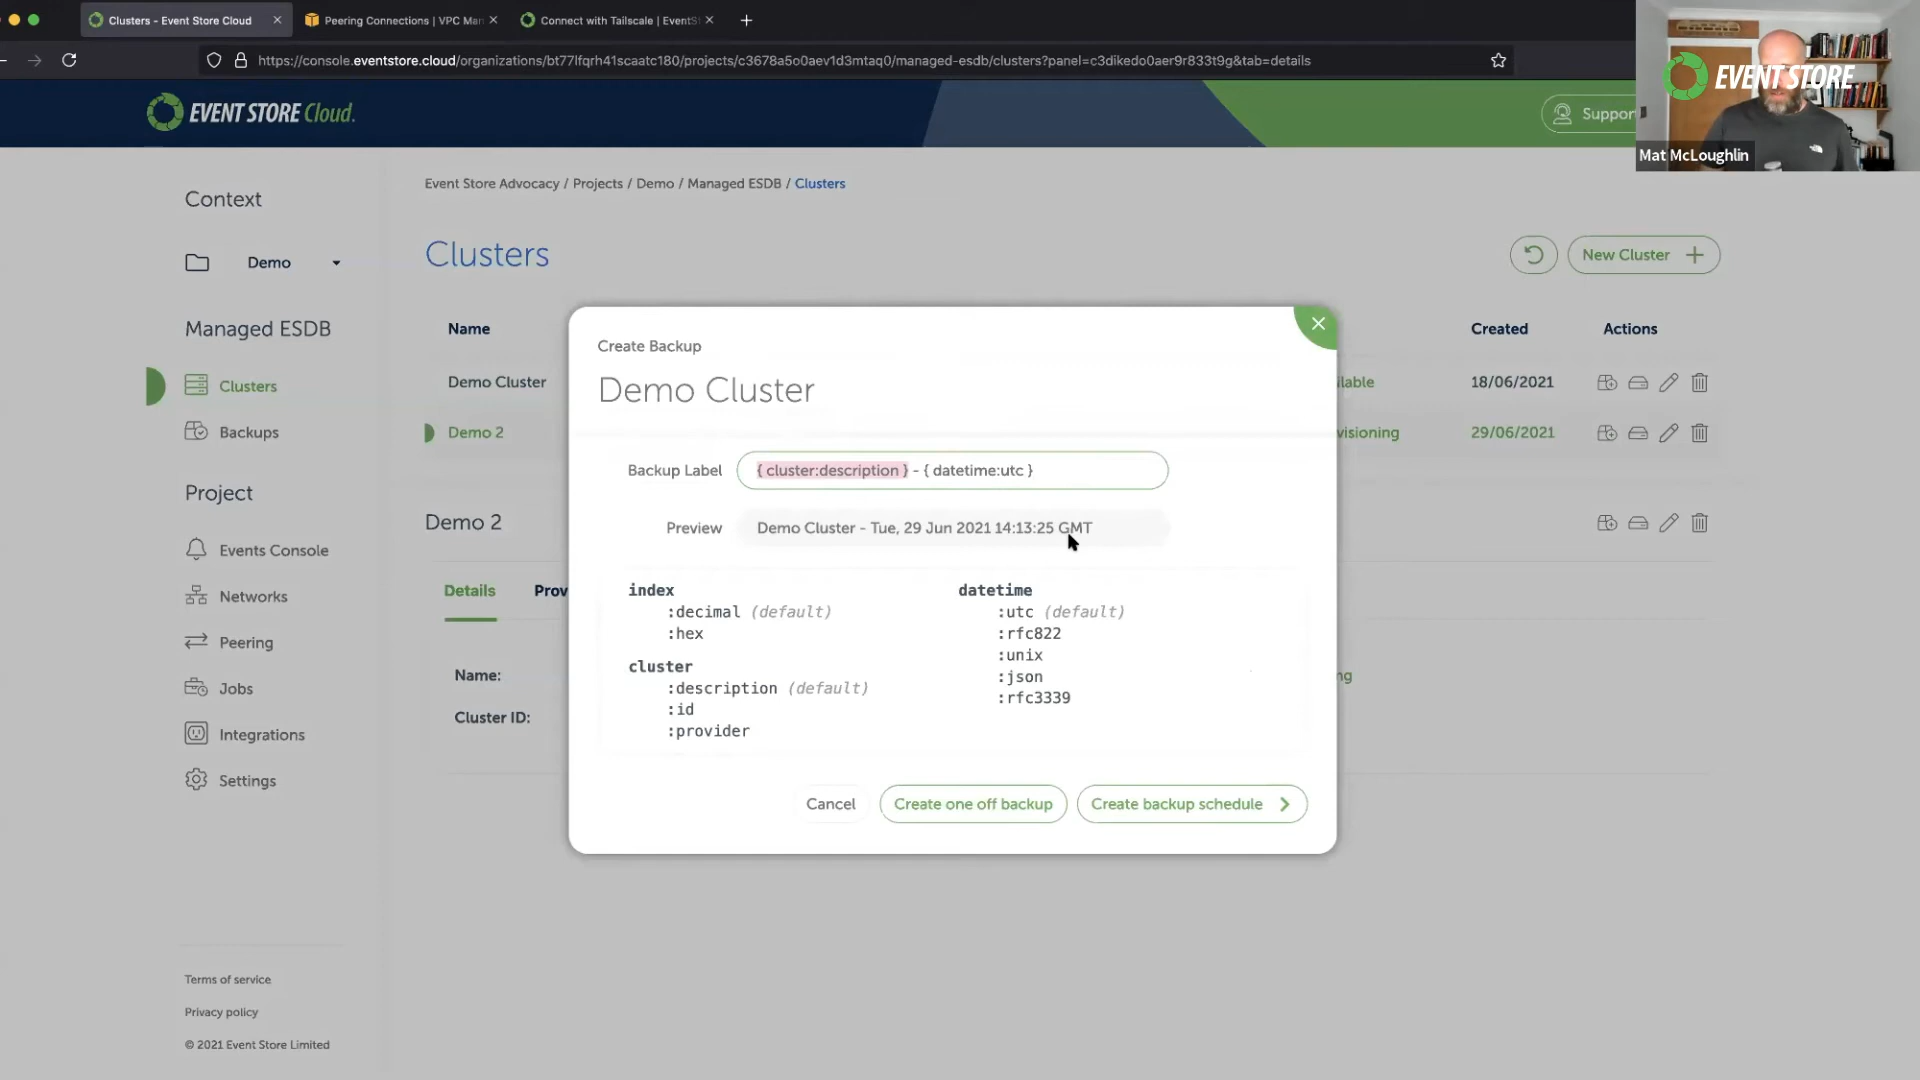 Clusters - Event Store Cloud
Peering Connections | VPC Man
Connect with Tailscale | EventS
https://console.eventstore.cloud/organizations/bt77lfqrh41scaatc180/projects/c3678a5o0aev1d3mtaq0/managed-esdb/clusters?panel=c3dikedo0aer9r833t9g&tab=details
EVENT STORE Cloud.
Suppor
EVENT STORE
Mat McLoughlin
Context
Demo
Managed ESDB
Clusters
Backups
Project
Events Console
Networks
Peering
Jobs
Integrations
Settings
Terms of service
Privacy policy
© 2021 Event Store Limited
Event Store Advocacy / Projects / Demo / Managed ESDB / Clusters
Clusters
New Cluster
Name
Created
Actions
Demo Cluster
ilable
18/06/2021
Demo 2
visioning
29/06/2021
Demo 2
Details
Prov
Name:
ng
Cluster ID:
Create Backup
Demo Cluster
Backup Label
{ cluster:description } - { datetime:utc }
Preview
Demo Cluster - Tue, 29 Jun 2021 14:13:25 GMT
index
:decimal (default)
:hex
cluster
:description (default)
:id
:provider
datetime
:utc (default)
:rfc822
:unix
:json
:rfc3339
Cancel
Create one off backup
Create backup schedule